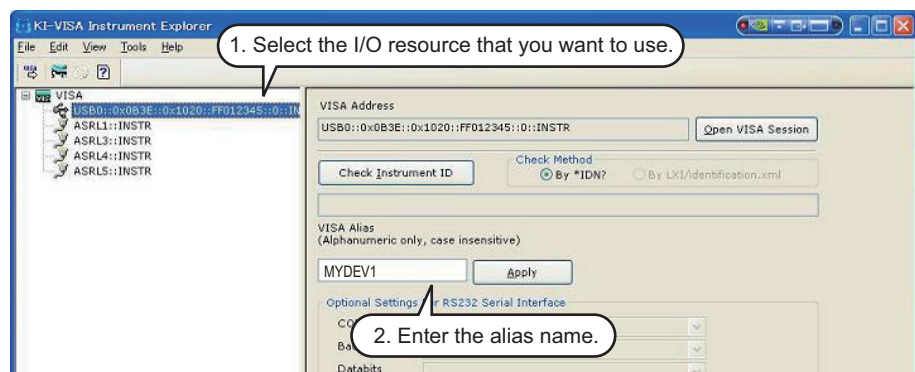 KI-VISA Instrument Explorer
File Edit View Tools Help
1. Select the I/O resource that you want to use.
VISA
USB0::0x0B3E::0x1020::FF012345::0::IN
ASRL1::INSTR
ASRL3::INSTR
ASRL4::INSTR
ASRL5::INSTR
VISA Address
USB0::0x0B3E::0x1020::FF012345::0::INSTR
Open VISA Session
Check Instrument ID
Check Method
By *IDN?
By LXI/identification.xml
VISA Alias
(Alphanumeric only, case insensitive)
MYDEV1
Apply
Optional Settings for RS232 Serial Interface
2. Enter the alias name.
Databits